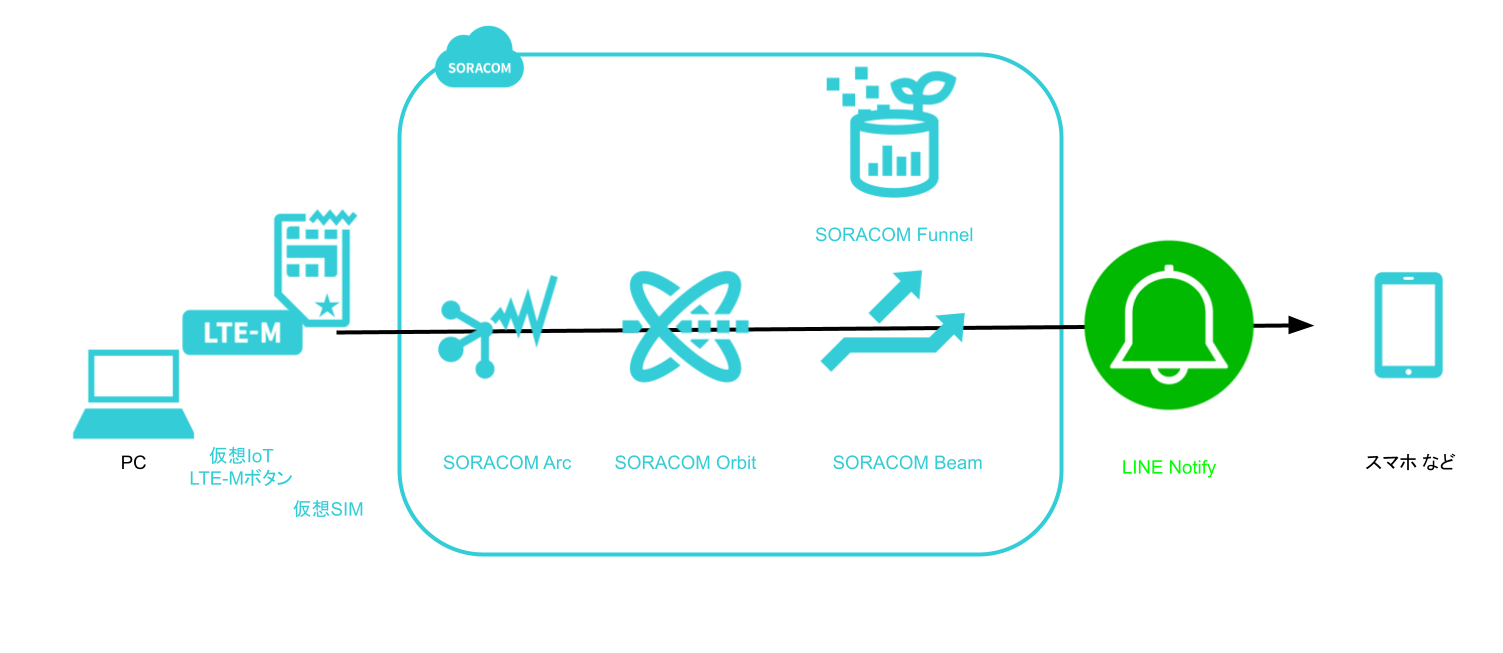 SORACOM
SORACOM Funnel
LTE-M
PC
仮想IoT
LTE-Mボタン
仮想SIM
SORACOM Arc
SORACOM Orbit
SORACOM Beam
LINE Notify
スマホ など